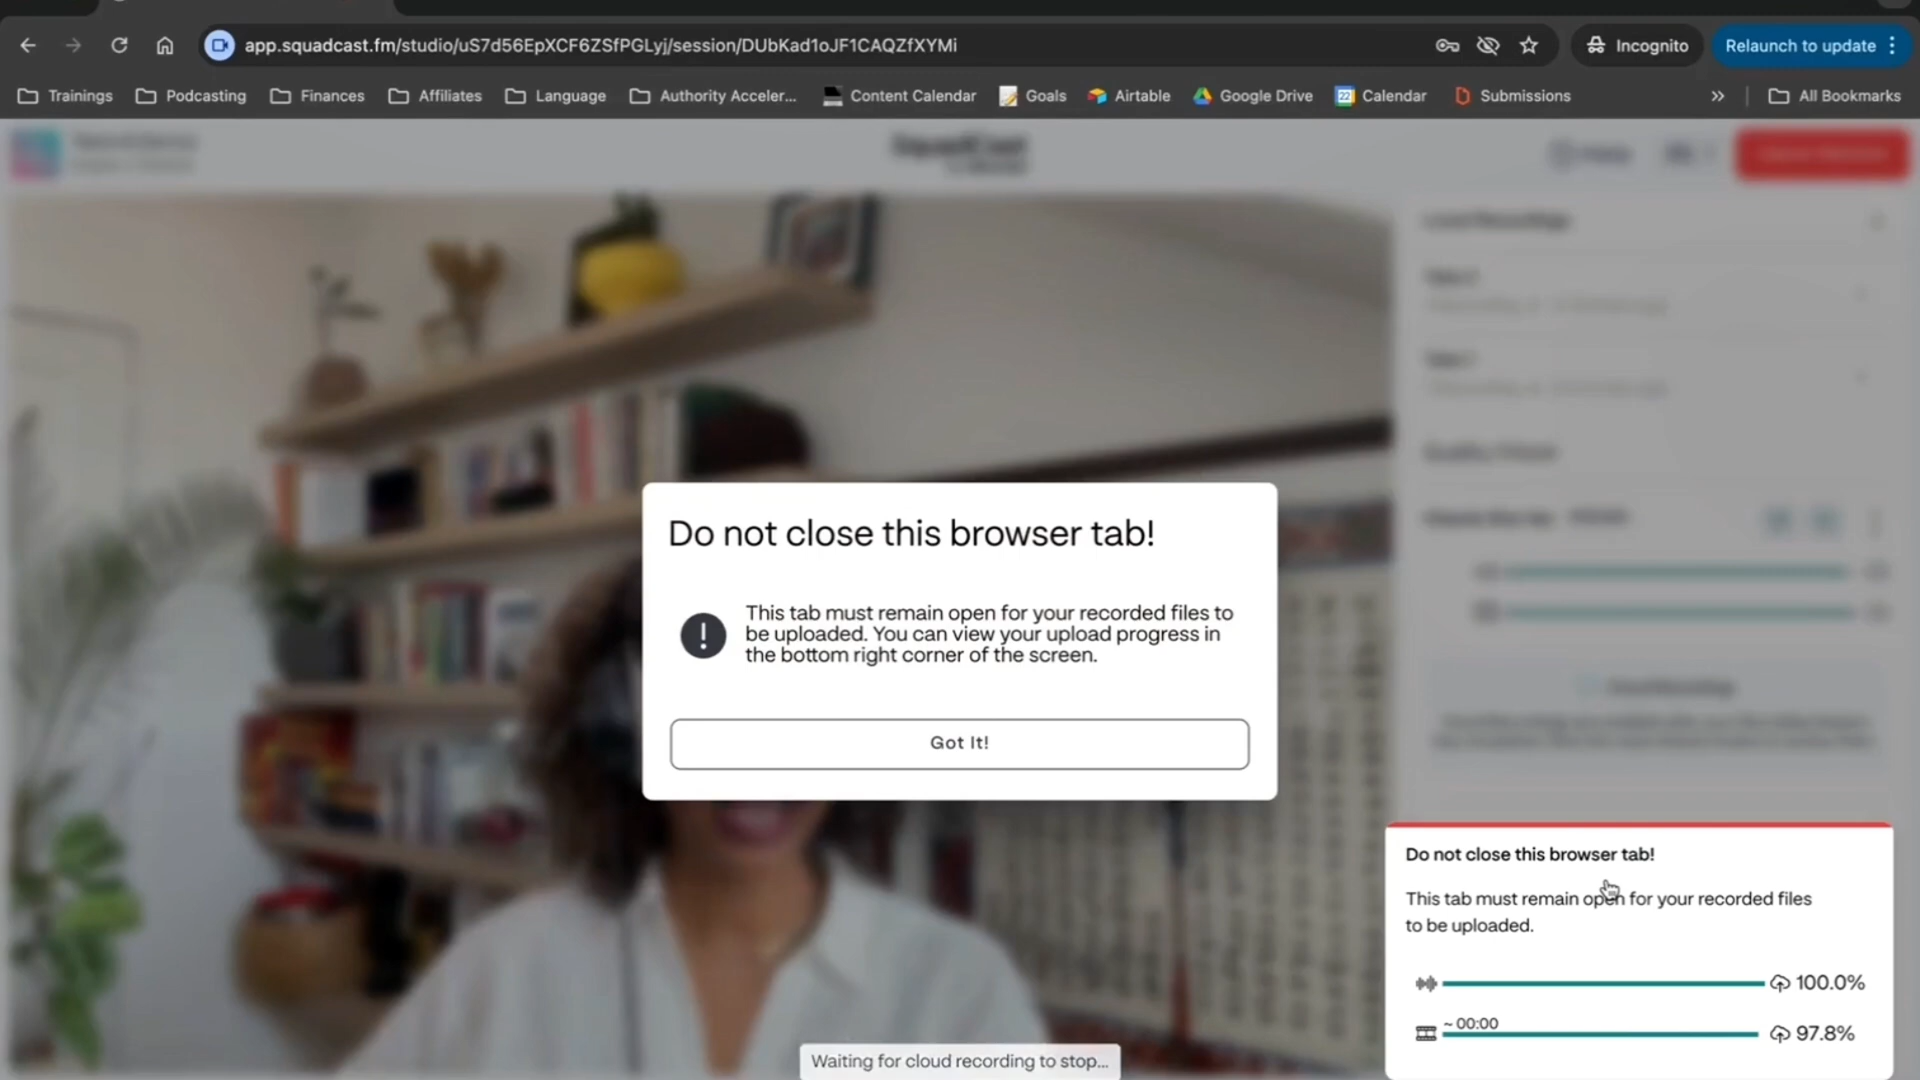 app.squadcast.fm/studio/uS7d56EpXCF6ZSfPGLyj/session/DUbKad1oJF1CAQZfXYMi
Incognito
Relaunch to update
Trainings
Podcasting
Finances
Affiliates
Language
Authority Acceler...
Content Calendar
Goals
Airtable
Google Drive
22
Calendar
Submissions
»
All Bookmarks
SquadCast
Do not close this browser tab!
This tab must remain open for your recorded files to
be uploaded. You can view your upload progress in
the bottom right corner of the screen.
Got It!
Do not close this browser tab!
This tab must remain open for your recorded files
to be uploaded.
100.0%
~ 00:00
97.8%
Waiting for cloud recording to stop...